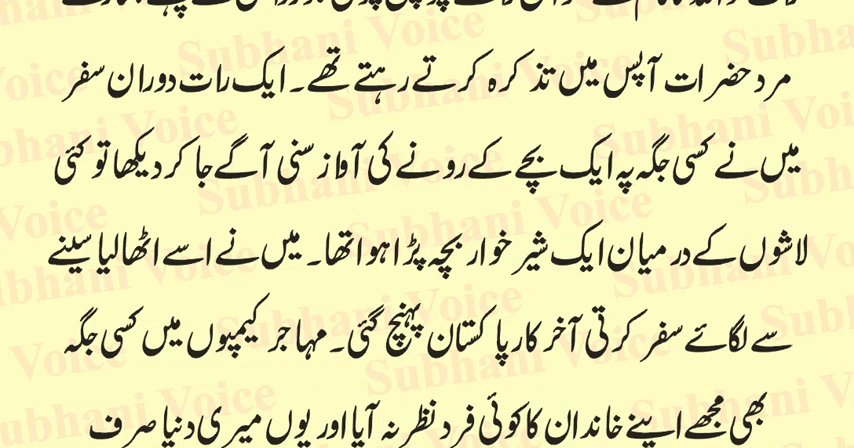 مرد حضرات آپس میں تذکرہ کرتے رہتے تھے۔ ایک رات دوران سفر
میں نے کسی جگہ پہ ایک بچے کے رونے کی آواز سنی آگے جا کر دیکھا تو کئی
لاشوں کے درمیان ایک شیر خوار بچہ پڑا ہوا تھا۔ میں نے اسے اٹھا لیا سینے
سے لگائے سفر کرتی آخر کار پاکستان پہنچ گئی۔ مہاجر کیمپوں میں کسی جگہ
بھی مجھے اپنے خاندان کا کوئی فرد نظر نہ آیا اور یوں میری دنیا صرف
Subhani Voice